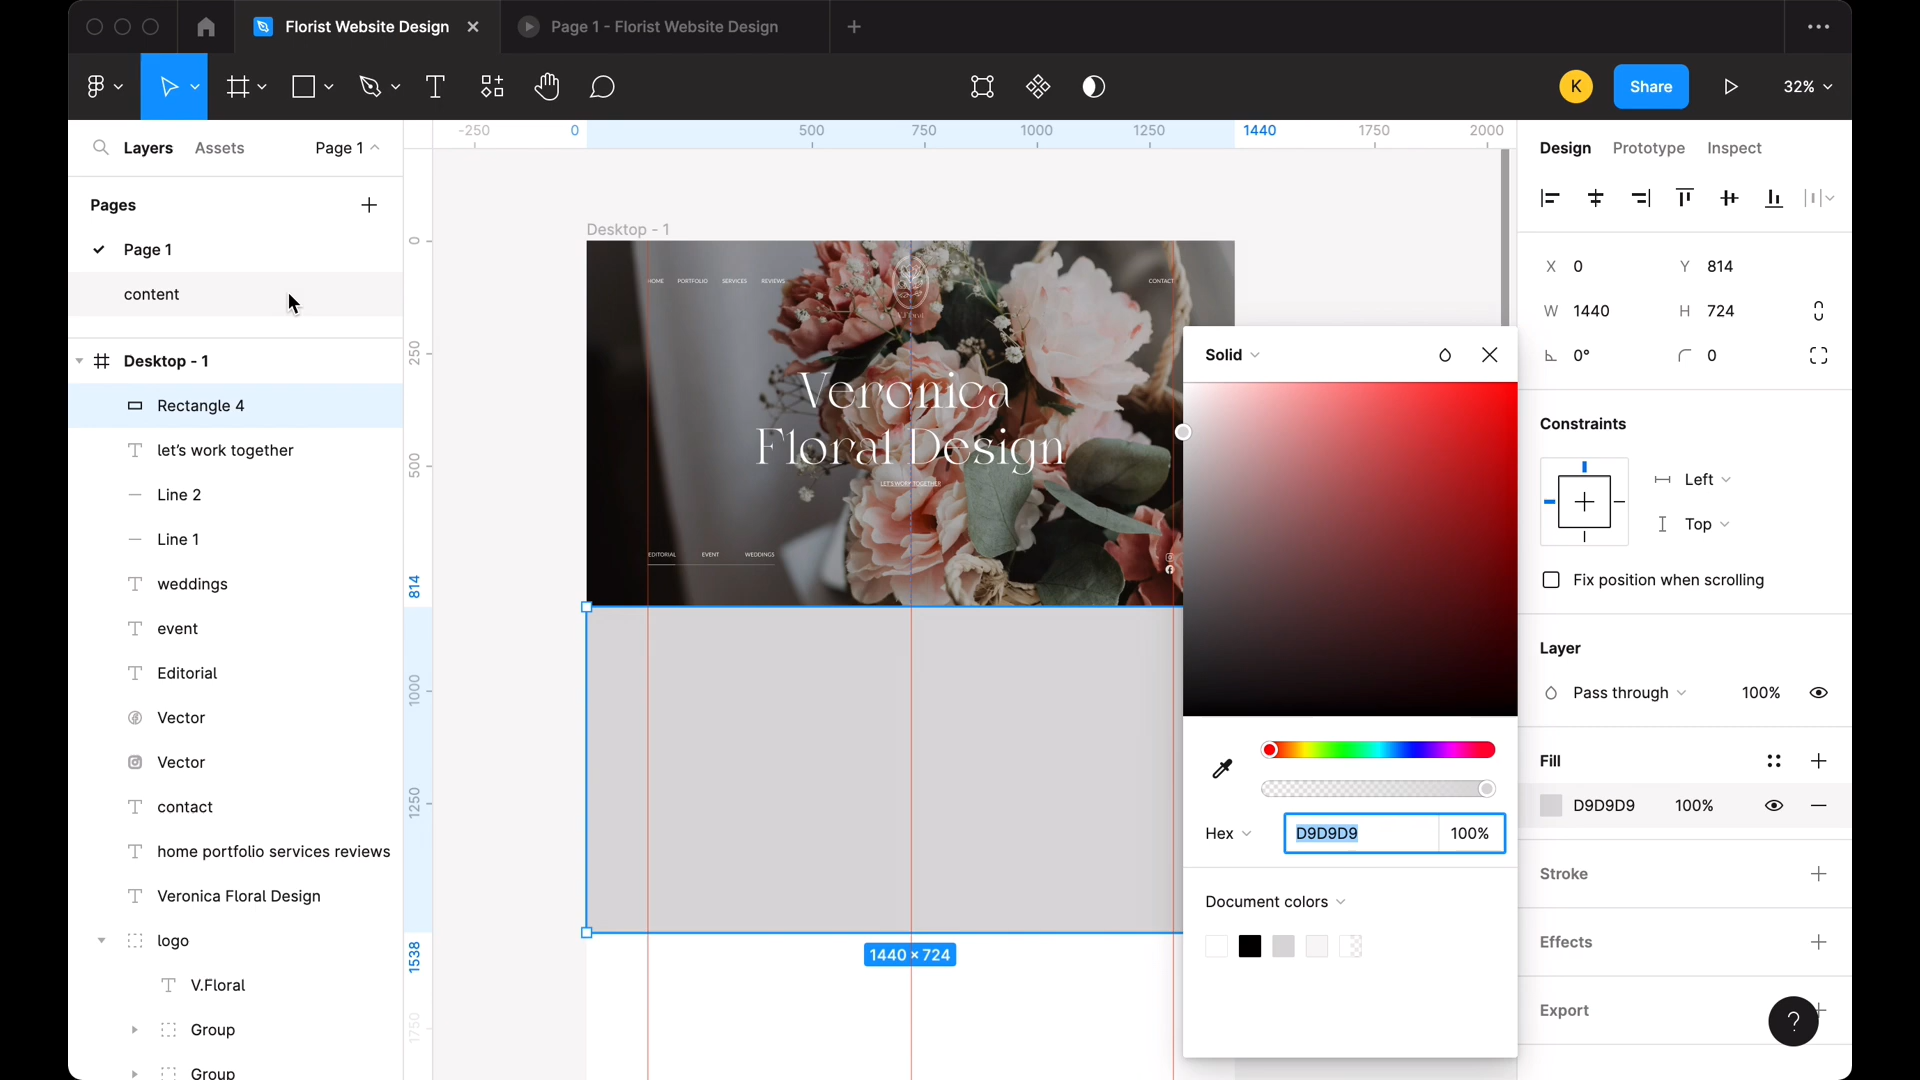 Florist Website Design
Page 1 - Florist Website Design
K
Share
32%
Layers
Assets
Page 1
-250
0
500
750
1000
1250
1440
1750
2000
Design
Prototype
Inspect
Pages
Page 1
content
Desktop - 1
Rectangle 4
let's work together
Line 2
Line 1
weddings
event
Editorial
Vector
Vector
contact
home portfolio services reviews
Veronica Floral Design
logo
V.Floral
Group
Group
0
250
500
814
1000
1250
1538
1750
Desktop - 1
HOME PORTFOLIO SERVICES REVIEWS
CONTACT
Veronica
Floral Design
LET'S WORK TOGETHER
EDITORIAL EVENT WEDDINGS
1440 × 724
Solid
Hex
D9D9D9
100%
Document colors
X 0
Y 814
W 1440
H 724
0°
0
Constraints
Left
Top
Fix position when scrolling
Layer
Pass through
100%
Fill
D9D9D9
100%
Stroke
Effects
Export
?